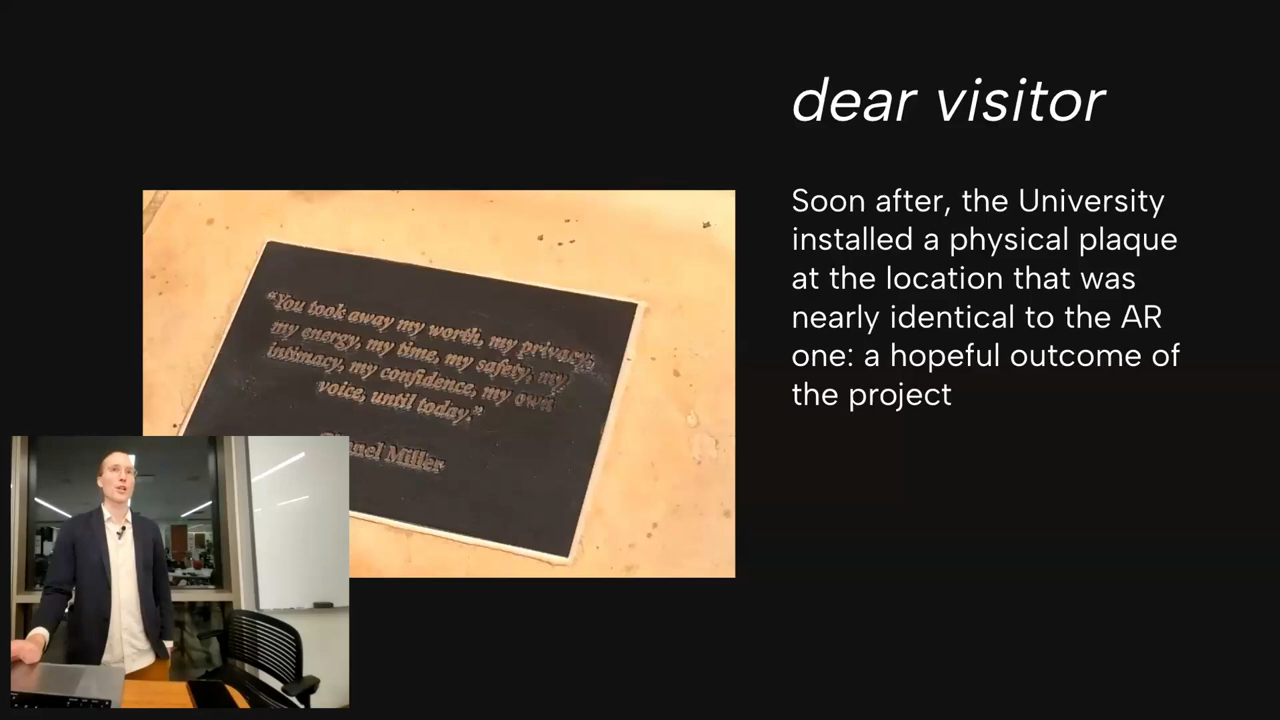 dear visitor
Soon after, the University
installed a physical plaque
at the location that was
nearly identical to the AR
one: a hopeful outcome of
the project
“You took away my worth, my privacy,
my energy, my time, my safety, my
intimacy, my confidence, my own
voice, until today.”
Miller